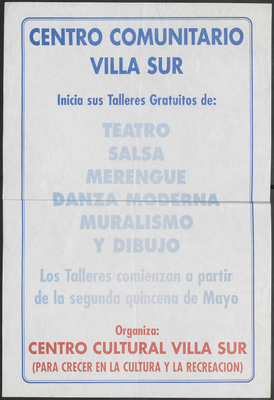 CENTRO COMUNITARIO
VILLA SUR
Inicia sus Talleres Gratuitos de:
TEATRO
SALSA
MERENGUE
DANZA MODERNA
MURALISMO
Y DIBUJO
Los Talleres comienzan a partir
de la segunda quincena de Mayo
Organiza:
CENTRO CULTURAL VILLA SUR
(PARA CRECER EN LA CULTURA Y LA RECREACION)